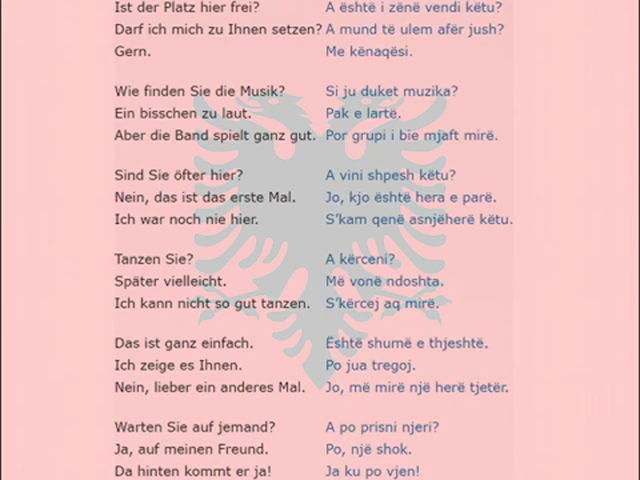 Ist der Platz hier frei? A është i zënë vendi këtu?
Darf ich mich zu Ihnen setzen? A mund të ulem afër jush?
Gern. Me kënaqësi.
Wie finden Sie die Musik? Si ju duket muzika?
Ein bisschen zu laut. Pak e lartë.
Aber die Band spielt ganz gut. Por grupi i bie mjaft mirë.
Sind Sie öfter hier? A vini shpesh këtu?
Nein, das ist das erste Mal. Jo, kjo është hera e parë.
Ich war noch nie hier. S'kam qenë asnjëherë këtu.
Tanzen Sie? A kërceni?
Später vielleicht. Më vonë ndoshta.
Ich kann nicht so gut tanzen. S'kërcej aq mirë.
Das ist ganz einfach. Është shumë e thjeshtë.
Ich zeige es Ihnen. Po jua tregoj.
Nein, lieber ein anderes Mal. Jo, më mirë një herë tjetër.
Warten Sie auf jemand? A po prisni njeri?
Ja, auf meinen Freund. Po, një shok.
Da hinten kommt er ja! Ja ku po vjen!